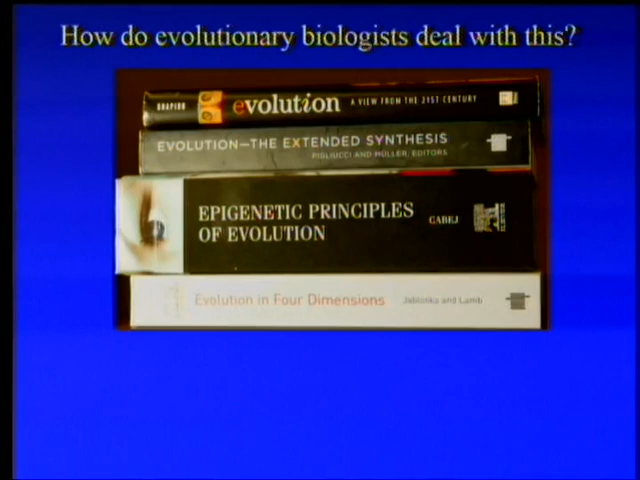 How do evolutionary biologists deal with this?
SHAPIRO evolution A VIEW FROM THE 21ST CENTURY
EVOLUTION—THE EXTENDED SYNTHESIS
PIGLIUCCI AND MÜLLER, EDITORS
EPIGENETIC PRINCIPLES
OF EVOLUTION
CABEJ
Evolution in Four Dimensions Jablonka and Lamb